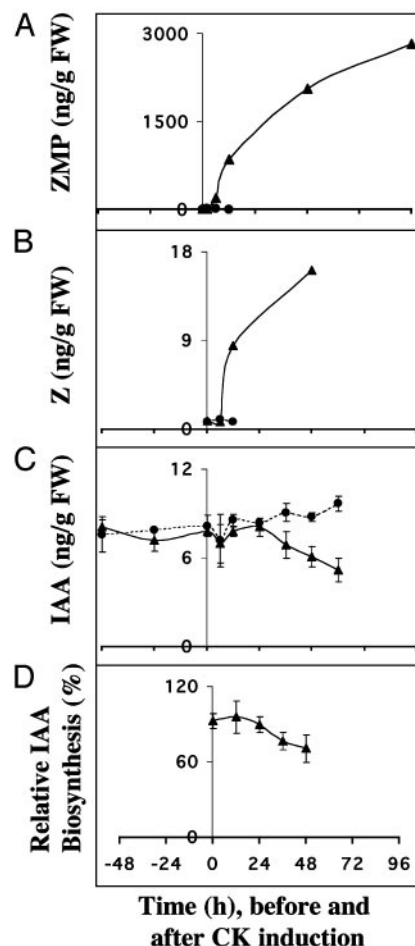 A
ZMP (ng/g FW)
3000
1500
0
B
Z (ng/g FW)
18
9
0
C
IAA (ng/g FW)
12
6
0
D
Relative IAA
Biosynthesis (%)
120
60
0
-48 -24 0 24 48 72 96
Time (h), before and
after CK induction